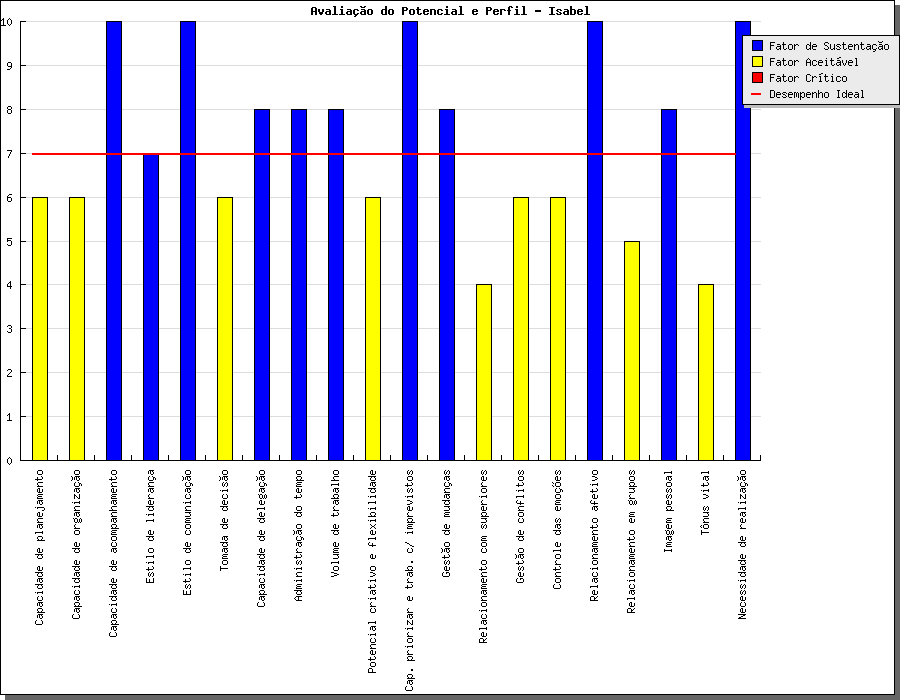 Avaliação do Potencial e Perfil - Isabel
10
9
8
7
6
5
4
3
2
1
0
Fator de Sustentação
Fator Aceitável
Fator Crítico
Desempenho Ideal
Capacidade de planejamento
Capacidade de organização
Capacidade de acompanhamento
Estilo de liderança
Estilo de comunicação
Tomada de decisão
Capacidade de delegação
Administração do tempo
Volume de trabalho
Potencial criativo e flexibilidade
Cap. priorizar e trab. c/ imprevistos
Gestão de mudanças
Relacionamento com superiores
Gestão de conflitos
Controle das emoções
Relacionamento afetivo
Relacionamento em grupos
Imagem pessoal
Tônus vital
Necessidade de realização